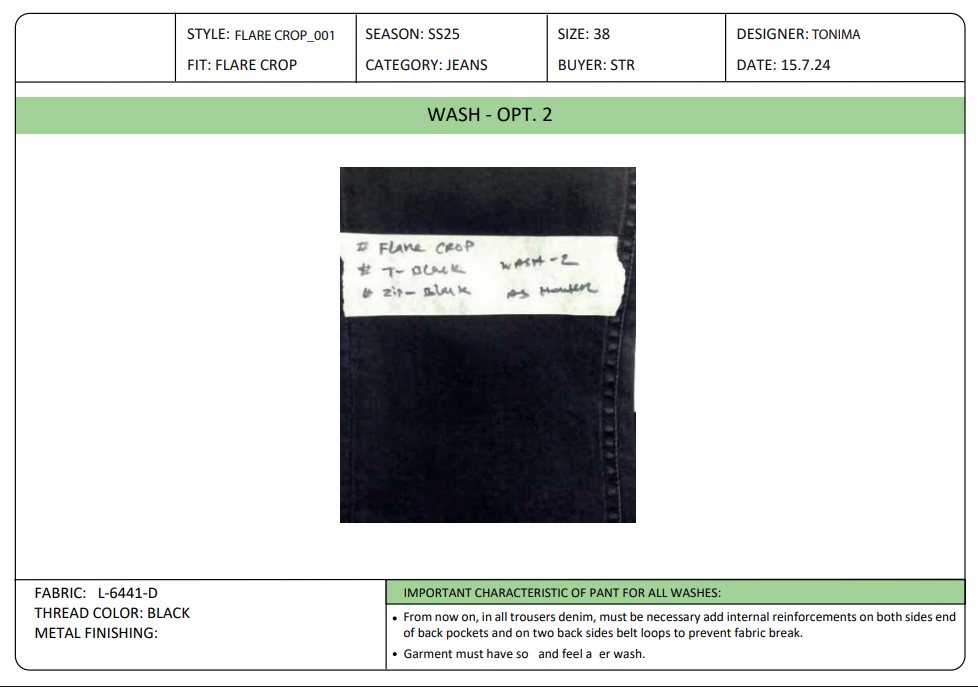 STYLE: FLARE CROP_001
FIT: FLARE CROP
SEASON: SS25
CATEGORY: JEANS
SIZE: 38
BUYER: STR
DESIGNER: TONIMA
DATE: 15.7.24
WASH - OPT. 2
# FLARE CROP
# T- BLACK
# Zip- Black
WASH-2
AS
FABRIC: L-6441-D
THREAD COLOR: BLACK
METAL FINISHING:
IMPORTANT CHARACTERISTIC OF PANT FOR ALL WASHES:
• From now on, in all trousers denim, must be necessary add internal reinforcements on both sides end
of back pockets and on two back sides belt loops to prevent fabric break.
• Garment must have so and feel a er wash.